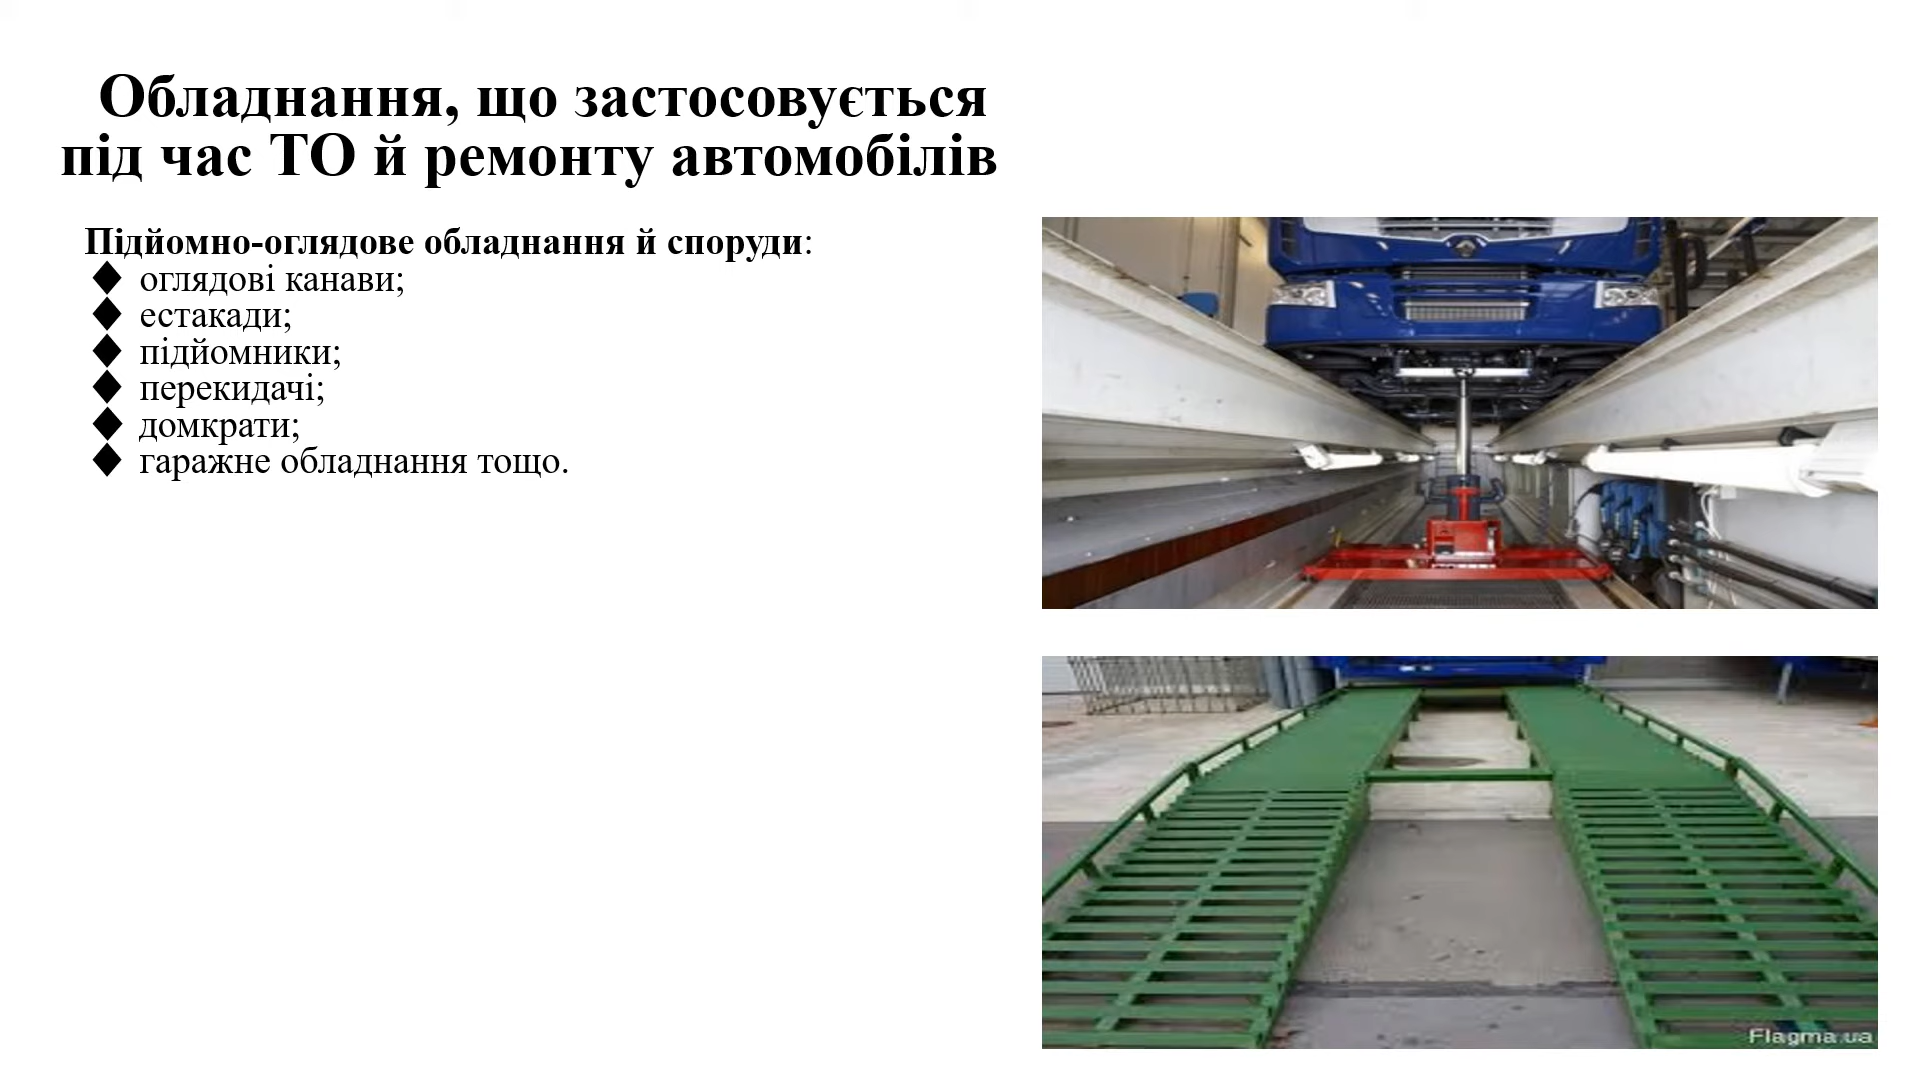 Обладнання, що застосовується
під час ТО й ремонту автомобілів
Підйомно-оглядове обладнання й споруди:
♦ оглядові канави;
♦ естакади;
♦ підйомники;
♦ перекидачі;
♦ домкрати;
♦ гаражне обладнання тощо.
Flagma.ua